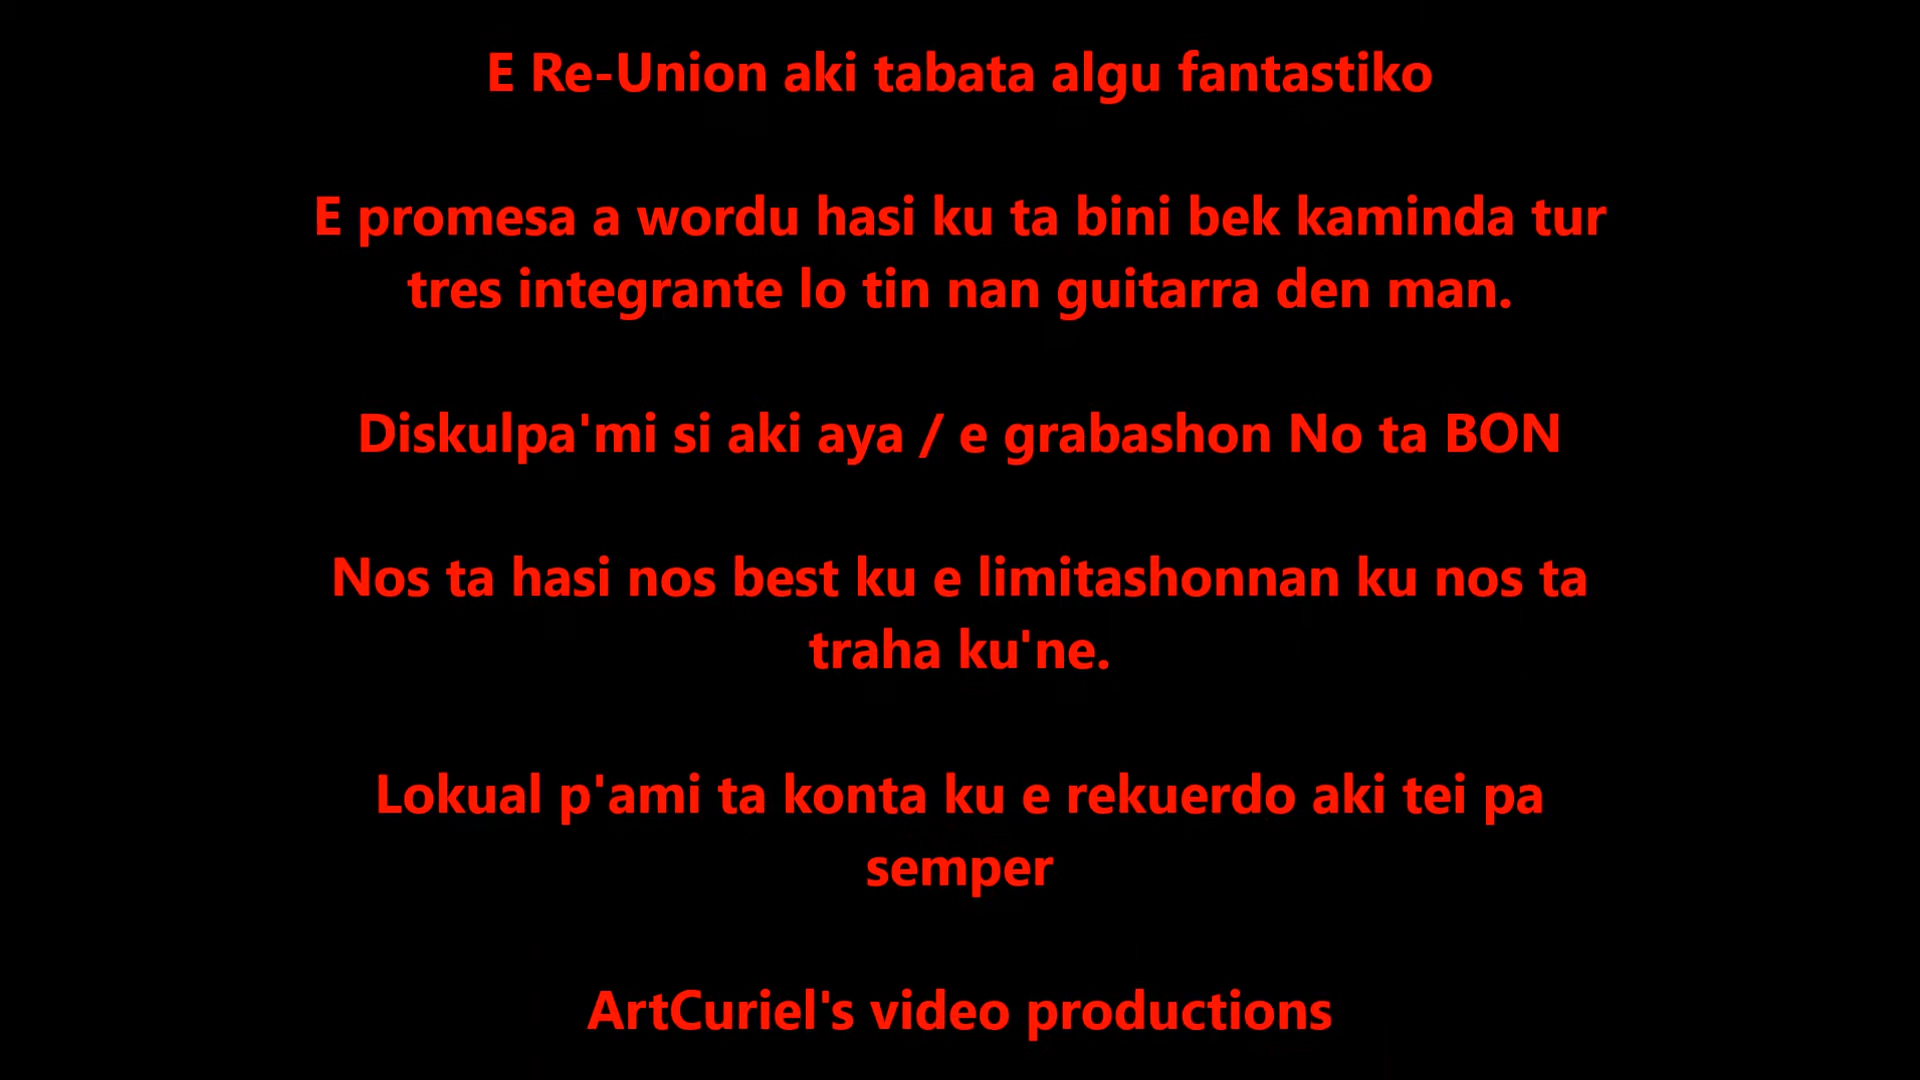 E Re-Union aki tabata algu fantastiko
E promesa a wordu hasi ku ta bini bek kaminda tur
tres integrante lo tin nan guitarra den man.
Diskulpa'mi si aki aya / e grabashon No ta BON
Nos ta hasi nos best ku e limitashonnan ku nos ta
traha ku'ne.
Lokual p'ami ta konta ku e rekuerdo aki tei pa
semper
ArtCuriel's video productions